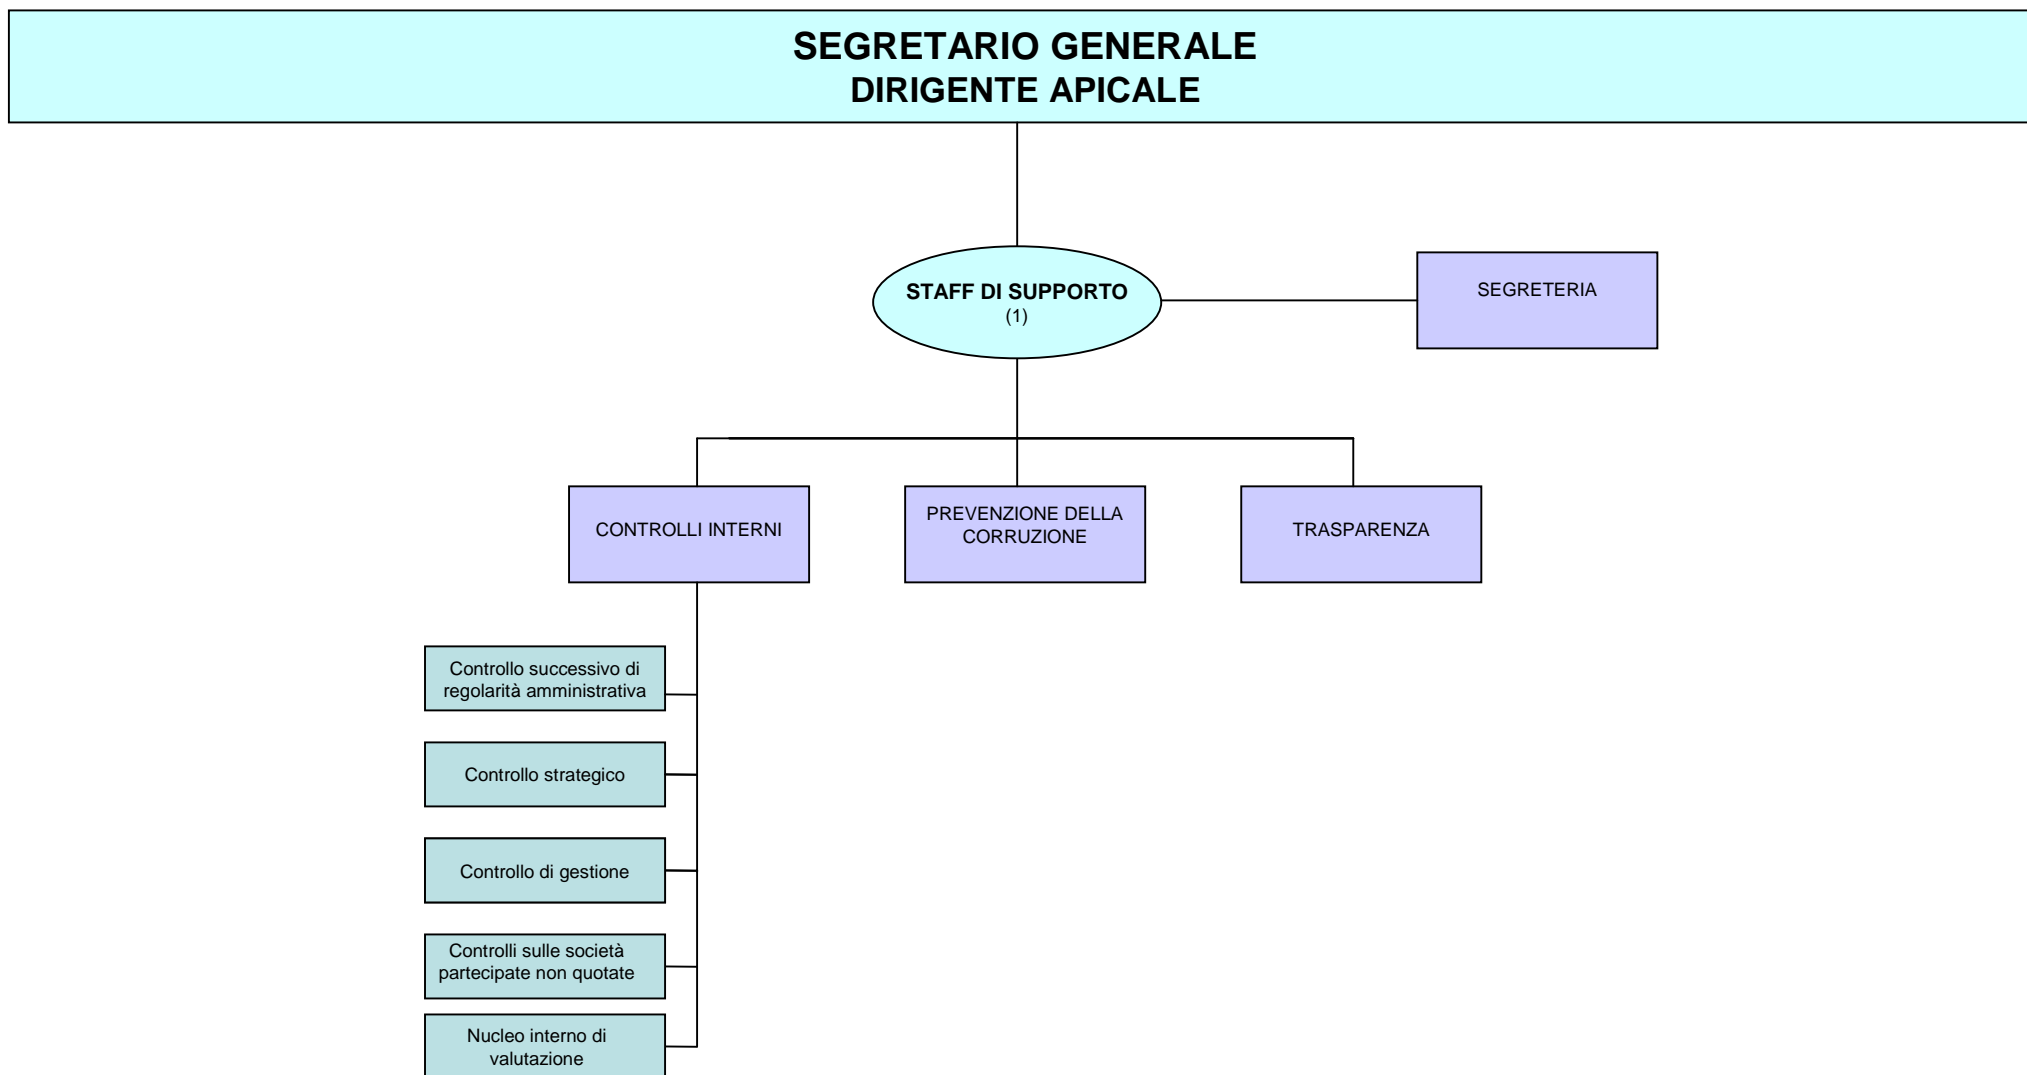 SEGRETARIO GENERALE
DIRIGENTE APICALE
STAFF DI SUPPORTO
(1)
SEGRETERIA
CONTROLLI INTERNI
PREVENZIONE DELLA
CORRUZIONE
TRASPARENZA
Controllo successivo di
regolarità amministrativa
Controllo strategico
Controllo di gestione
Controlli sulle società
partecipate non quotate
Nucleo interno di
valutazione